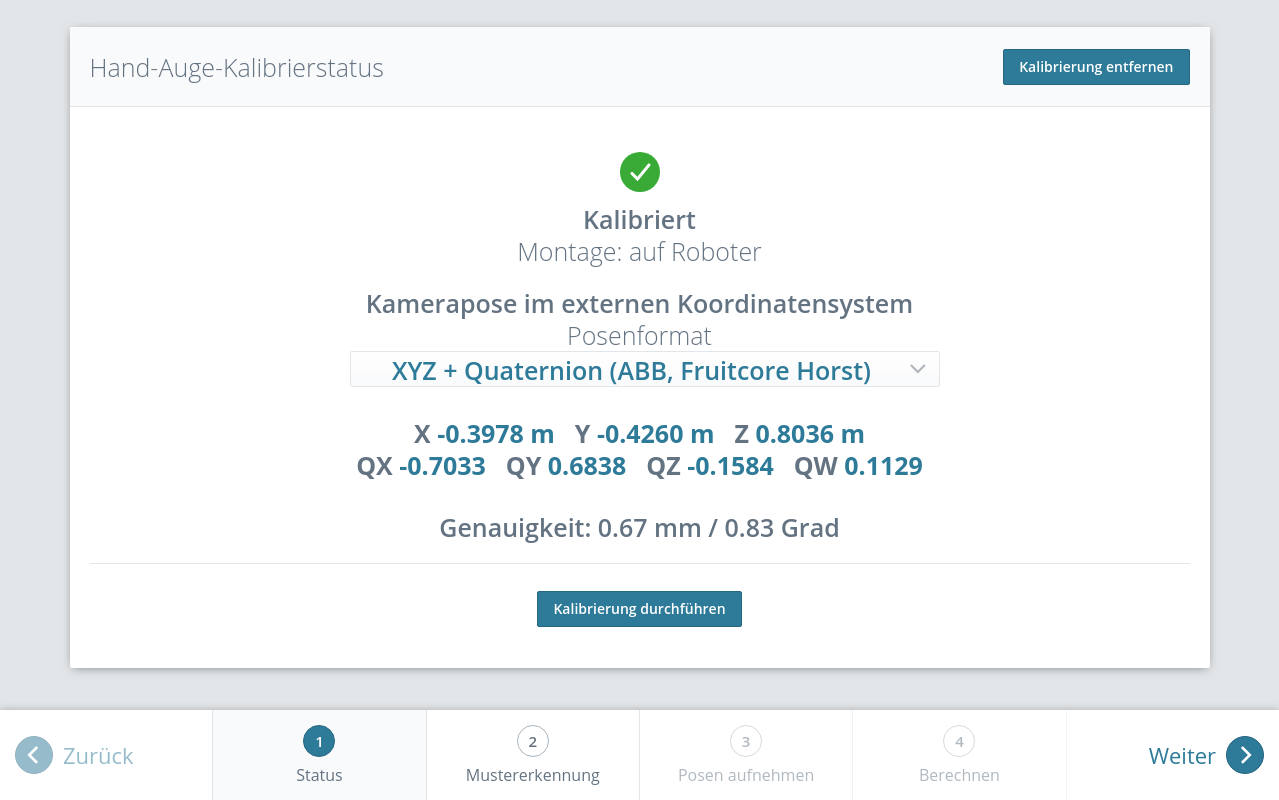 Hand-Auge-Kalibrierstatus
Kalibrierung entfernen
Kalibriert
Montage: auf Roboter
Kamerapose im externen Koordinatensystem
Posenformat
XYZ + Quaternion (ABB, Fruitcore Horst)
X -0.3978 m Y -0.4260 m Z 0.8036 m
QX -0.7033 QY 0.6838 QZ -0.1584 QW 0.1129
Genauigkeit: 0.67 mm / 0.83 Grad
Kalibrierung durchführen
Zurück
1
Status
2
Mustererkennung
3
Posen aufnehmen
4
Berechnen
Weiter